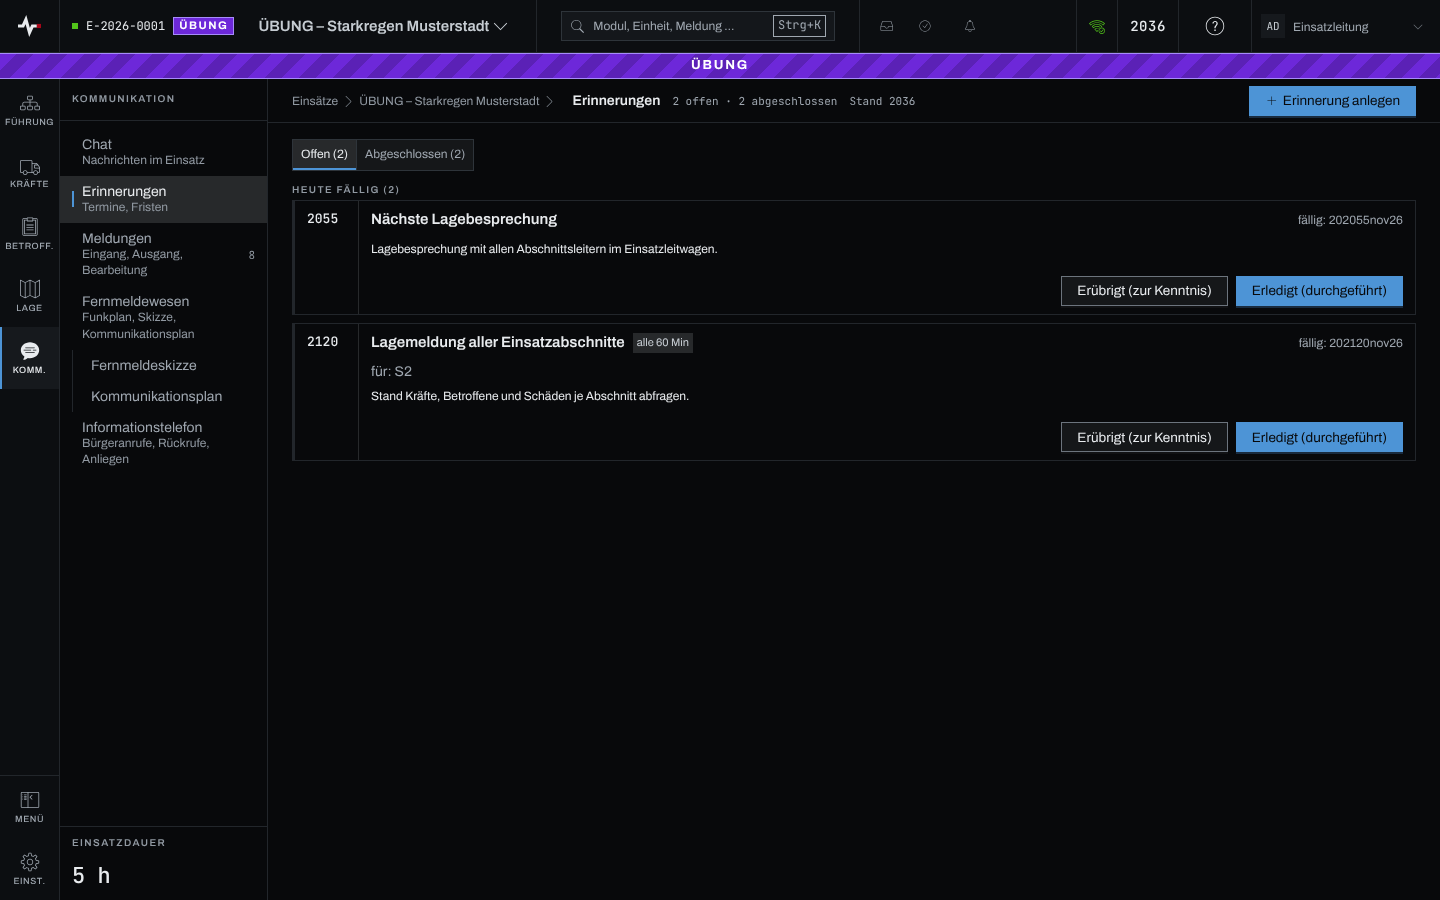 E-2026-0001 ÜBUNG ÜBUNG – Starkregen Musterstadt Modul, Einheit, Meldung ... Strg+K 2036 ? AD Einsatzleitung
ÜBUNG
FÜHRUNG
KRÄFTE
BETROFF.
LAGE
KOMM.
MENÜ
EINST.
KOMMUNIKATION
Chat
Nachrichten im Einsatz
Erinnerungen
Termine, Fristen
Meldungen
Eingang, Ausgang,
Bearbeitung
8
Fernmeldewesen
Funkplan, Skizze,
Kommunikationsplan
Fernmeldeskizze
Kommunikationsplan
Informationstelefon
Bürgeranrufe, Rückrufe,
Anliegen
EINSATZDAUER
5 h
Einsätze ÜBUNG – Starkregen Musterstadt Erinnerungen 2 offen · 2 abgeschlossen Stand 2036
+ Erinnerung anlegen
Offen (2) Abgeschlossen (2)
HEUTE FÄLLIG (2)
2055 Nächste Lagebesprechung fällig: 202055nov26
Lagebesprechung mit allen Abschnittsleitern im Einsatzleitwagen.
Erübrigt (zur Kenntnis) Erledigt (durchgeführt)
2120 Lagemeldung aller Einsatzabschnitte alle 60 Min fällig: 202120nov26
für: S2
Stand Kräfte, Betroffene und Schäden je Abschnitt abfragen.
Erübrigt (zur Kenntnis) Erledigt (durchgeführt)